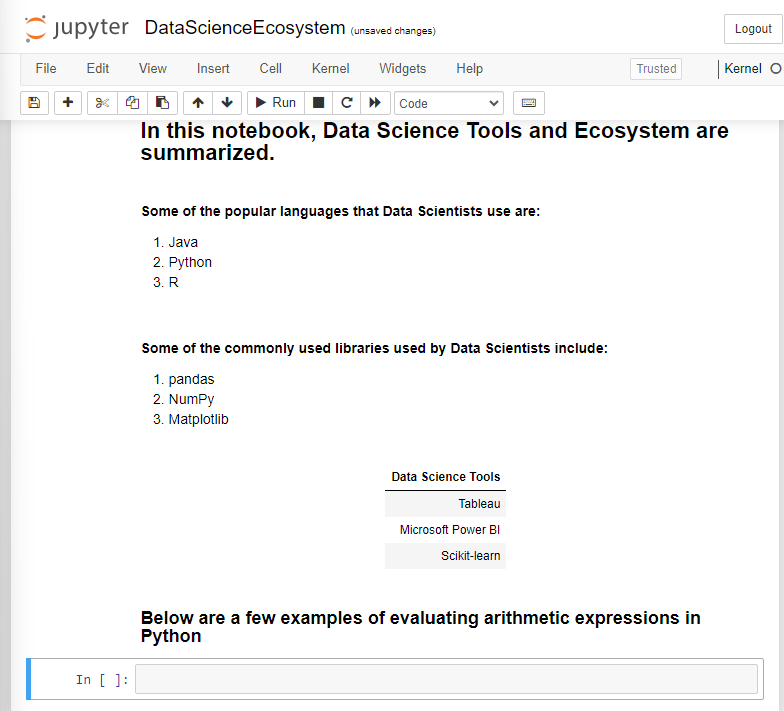 jupyter DataScienceEcosystem (unsaved changes)
Logout
File Edit View Insert Cell Kernel Widgets Help Trusted Kernel
Run Code
In this notebook, Data Science Tools and Ecosystem are
summarized.
Some of the popular languages that Data Scientists use are:
1. Java
2. Python
3. R
Some of the commonly used libraries used by Data Scientists include:
1. pandas
2. NumPy
3. Matplotlib
Data Science Tools
Tableau
Microsoft Power BI
Scikit-learn
Below are a few examples of evaluating arithmetic expressions in
Python
In [ ]: